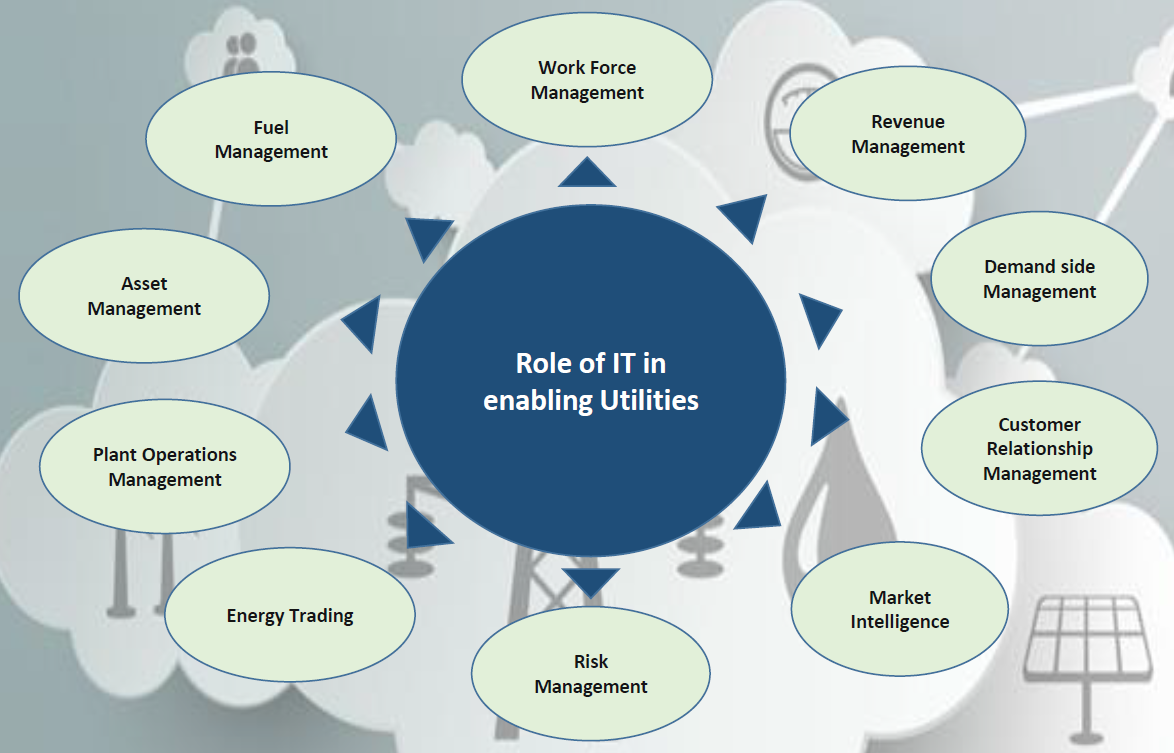 Work Force
Management
Fuel
Management
Revenue
Management
Asset
Management
Demand side
Management
Role of IT in
enabling Utilities
Plant Operations
Management
Customer
Relationship
Management
Energy Trading
Market
Intelligence
Risk
Management